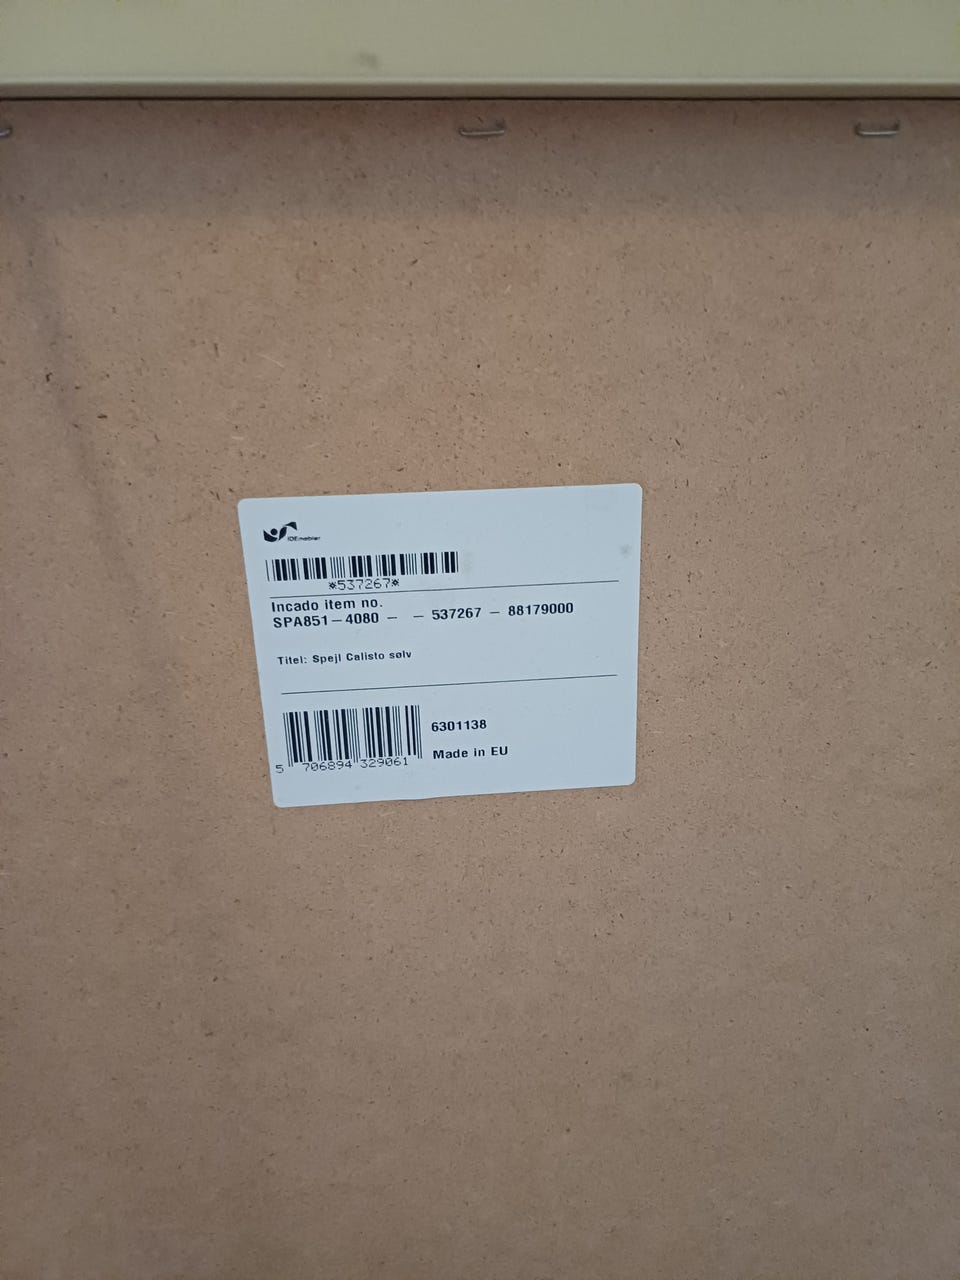 IDEmøbler
*537267*
Incado item no.
SPA851-4080 - - 537267 - 88179000
Titel: Spejl Calisto sølv
6301138
Made in EU
5 706894 329061